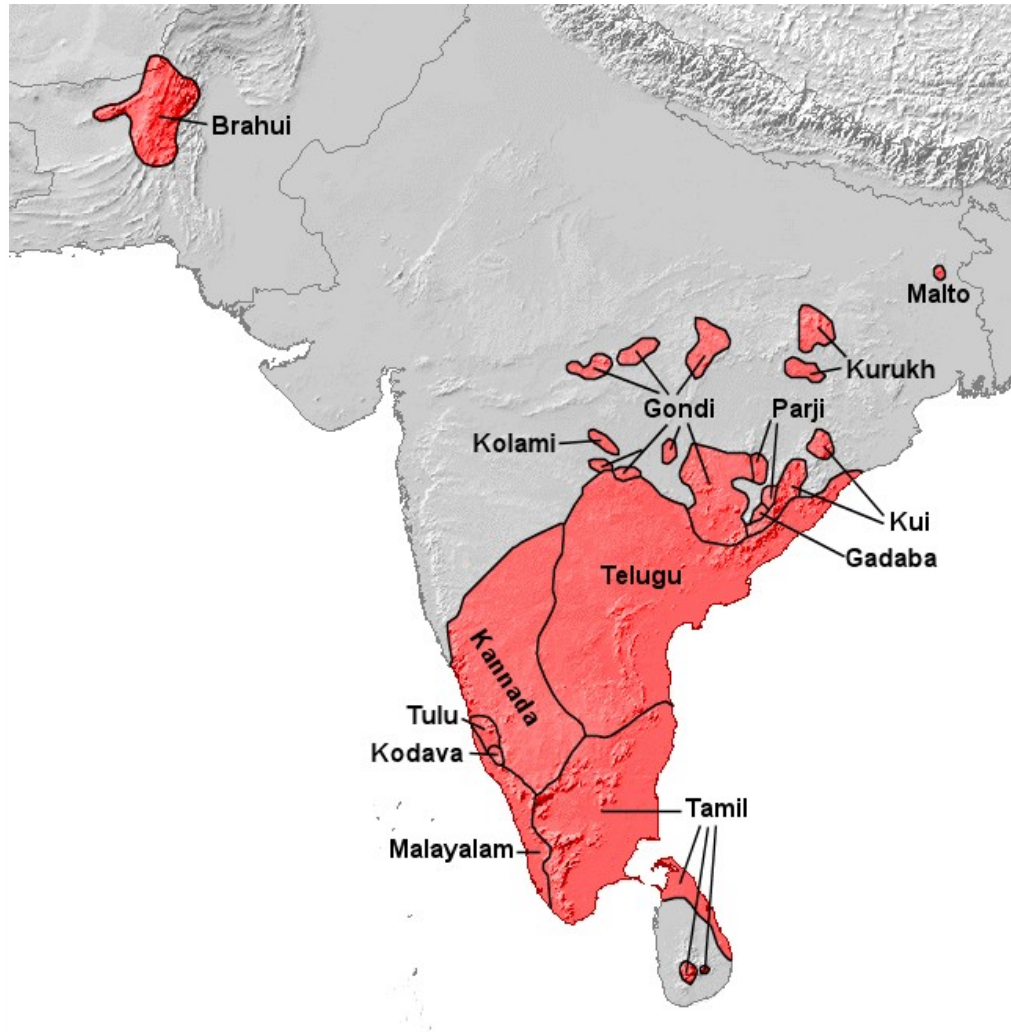 Brahui
Malto
Kurukh
Gondi
Parji
Kolami
Kui
Gadaba
Telugu
Kannada
Tulu
Kodava
Tamil
Malayalam